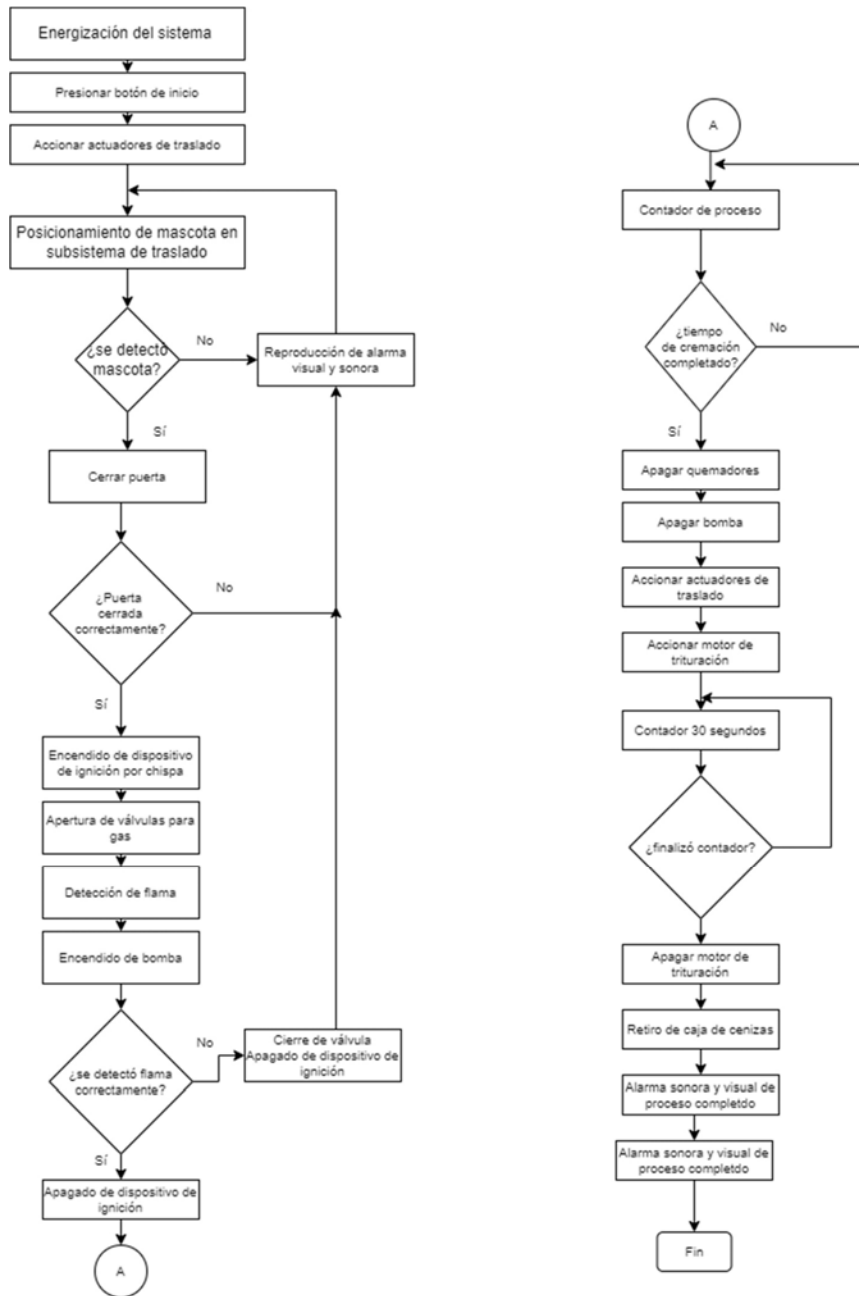 Energización del sistema
Presionar botón de inicio
Accionar actuadores de traslado
Posicionamiento de mascota en
subsistema de traslado
¿se detectó
mascota?
No
Reproducción de alarma
visual y sonora
Sí
Cerrar puerta
¿Puerta
cerrada
correctamente?
No
Sí
Encendido de dispositivo
de ignición por chispa
Apertura de válvulas para
gas
Detección de flama
Encendido de bomba
¿se detectó flama
correctamente?
No
Cierre de válvula
Apagado de dispositivo de
ignición
Sí
Apagado de dispositivo de
ignición
A
A
Contador de proceso
¿tiempo
de cremación
completado?
No
Sí
Apagar quemadores
Apagar bomba
Accionar actuadores de
traslado
Accionar motor de
trituración
Contador 30 segundos
¿finalizó contador?
Apagar motor de
trituración
Retiro de caja de cenizas
Alarma sonora y visual de
proceso completdo
Alarma sonora y visual de
proceso completdo
Fin